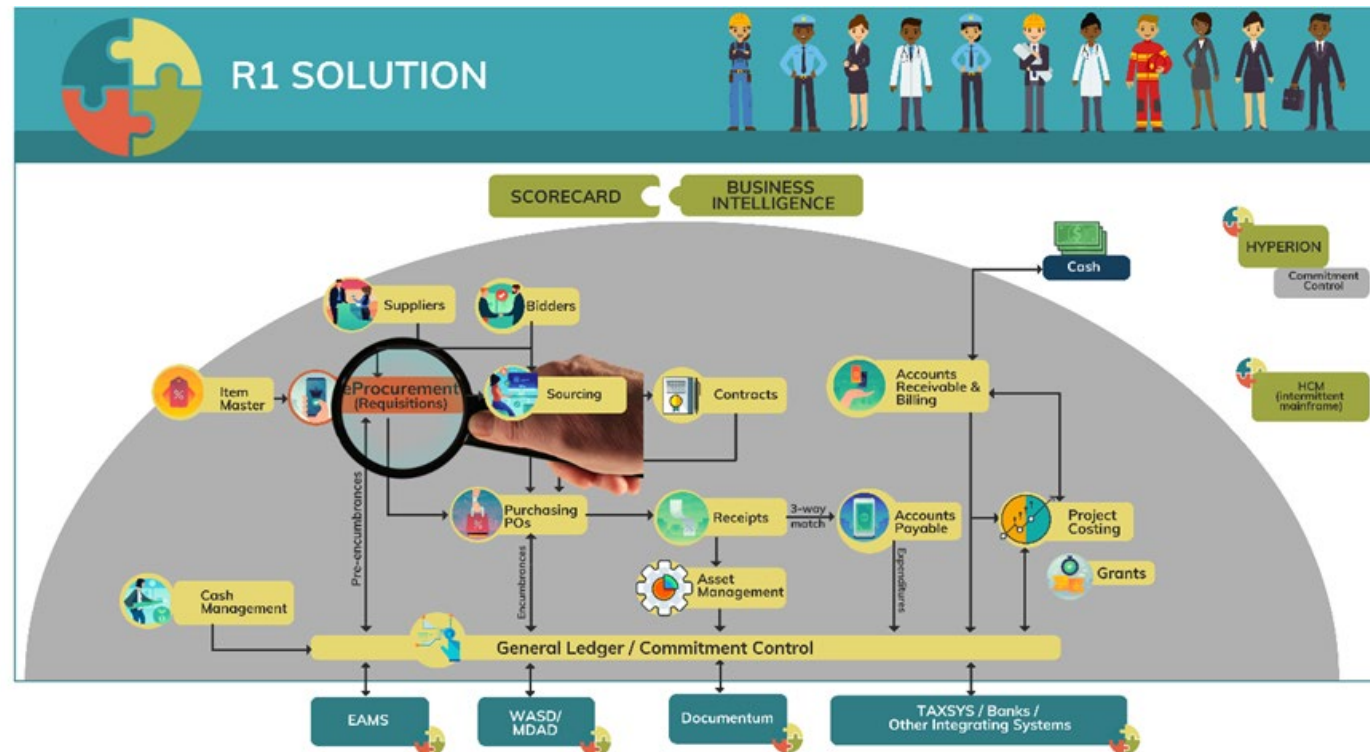 R1 SOLUTION
SCORECARD
BUSINESS
INTELLIGENCE
HYPERION
Commitment
Control
Cash
Suppliers
Bidders
Item
Master
eProcurement
(Requisitions)
Sourcing
Contracts
Accounts
Receivable &
Billing
HCM
(intermittent
mainframe)
Pre-encumbrances
Purchasing
POs
Receipts
3-way
match
Accounts
Payable
Project
Costing
Encumbrances
Expenditures
Asset
Management
Grants
Cash
Management
General Ledger / Commitment Control
EAMS
WASD/
MDAD
Documentum
TAXSYS / Banks /
Other Integrating Systems